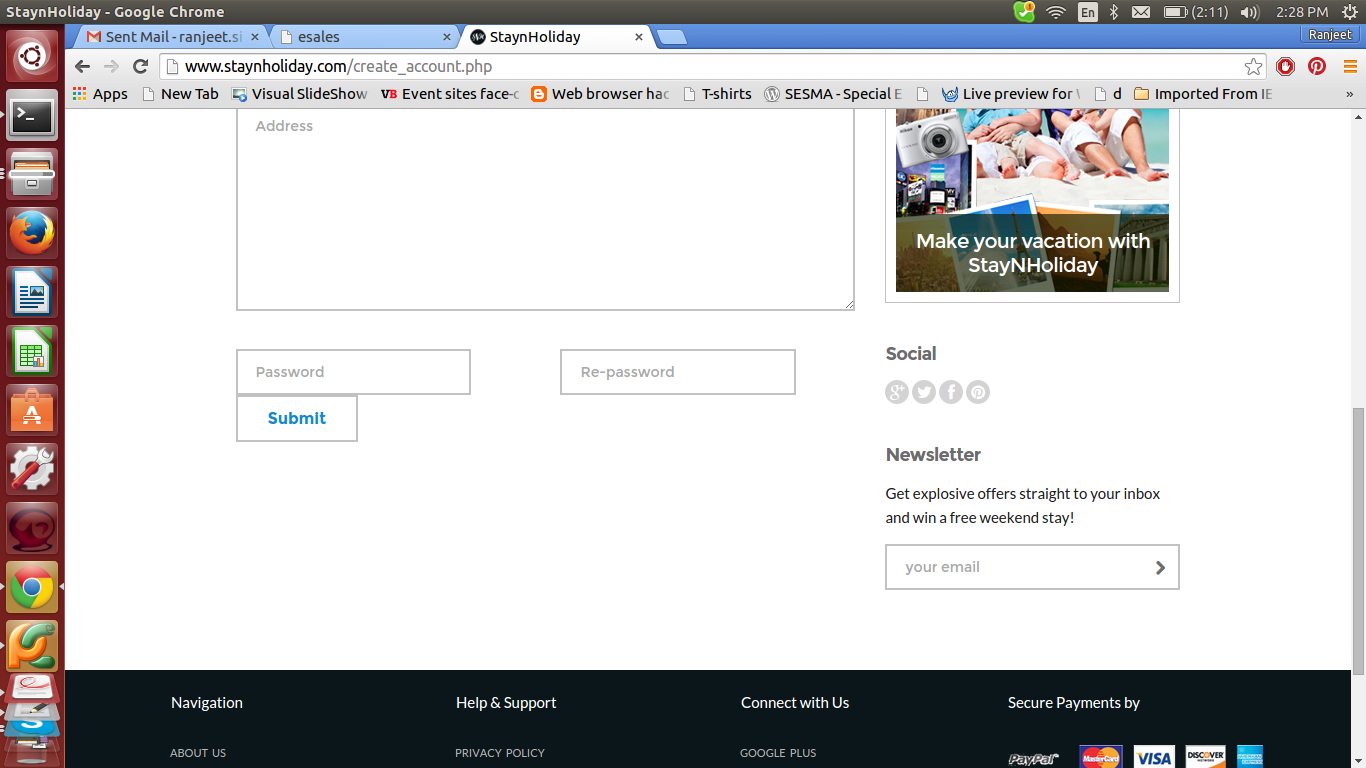 StaynHoliday - Google Chrome
En
(2:11)
2:28 PM
Sent Mail - ranjeet.si
esales
StaynHoliday
Ranjeet
www.staynholiday.com/create_account.php
Apps
New Tab
Visual SlideShow
VB Event sites face-c
Web browser hac
T-shirts
SESMA - Special E
Live preview for
d
Imported From IE
»
Address
Make your vacation with
StayNHoliday
Password
Re-password
Submit
Social
Newsletter
Get explosive offers straight to your inbox
and win a free weekend stay!
your email
Navigation
Help & Support
Connect with Us
Secure Payments by
ABOUT US
PRIVACY POLICY
GOOGLE PLUS
PayPal
MasterCard
VISA
DISCOVER